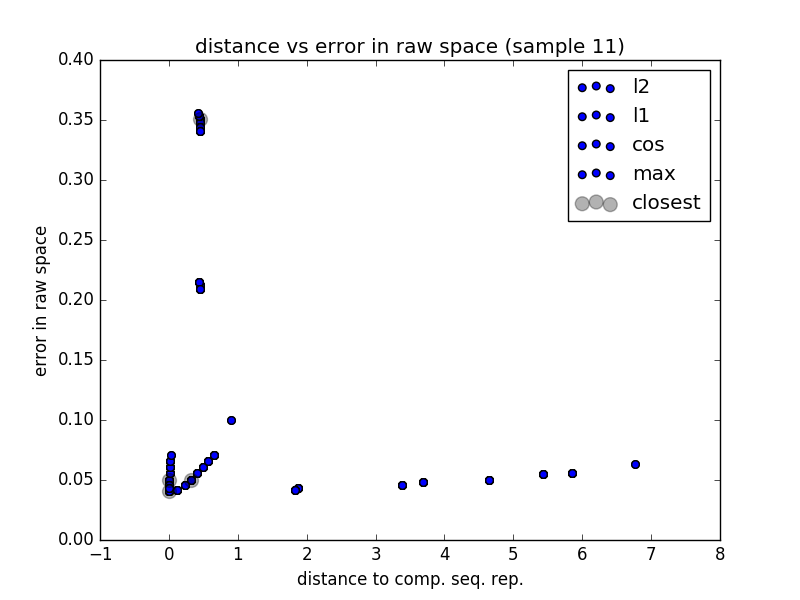 distance vs error in raw space (sample 11)
0.40
0.35
0.30
0.25
0.20
0.15
0.10
0.05
0.00
error in raw space
l2
l1
cos
max
closest
−1 0 1 2 3 4 5 6 7 8
distance to comp. seq. rep.